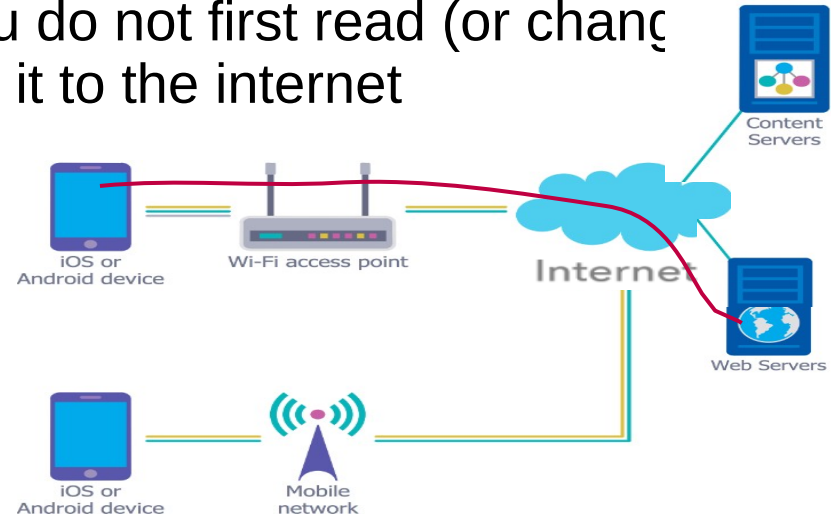 u do not first read (or chang
it to the internet
Content
Servers
iOS or
Android device
Wi-Fi access point
Internet
Web Servers
iOS or
Android device
Mobile
network